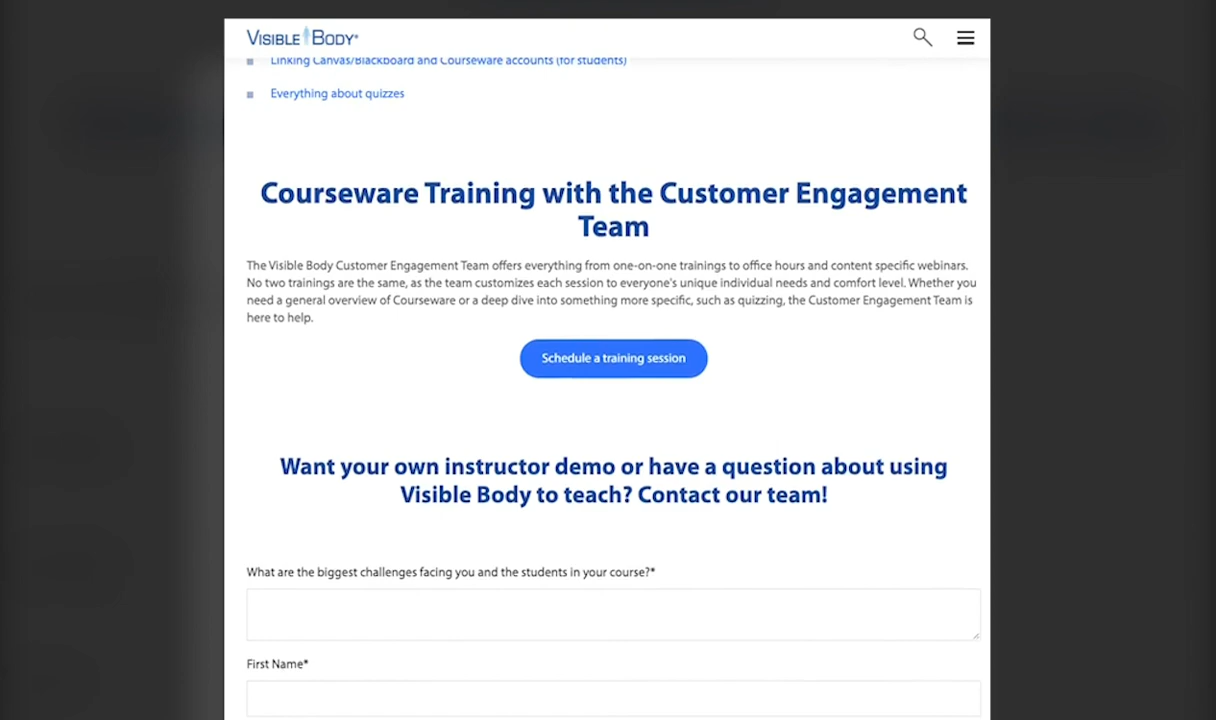 VISIBLE BODY®
Linking Canvas/Blackboard and Courseware accounts (for students)
Everything about quizzes
Courseware Training with the Customer Engagement
Team
The Visible Body Customer Engagement Team offers everything from one-on-one trainings to office hours and content specific webinars.
No two trainings are the same, as the team customizes each session to everyone's unique individual needs and comfort level. Whether you
need a general overview of Courseware or a deep dive into something more specific, such as quizzing, the Customer Engagement Team is
here to help.
Schedule a training session
Want your own instructor demo or have a question about using
Visible Body to teach? Contact our team!
What are the biggest challenges facing you and the students in your course?*
First Name*